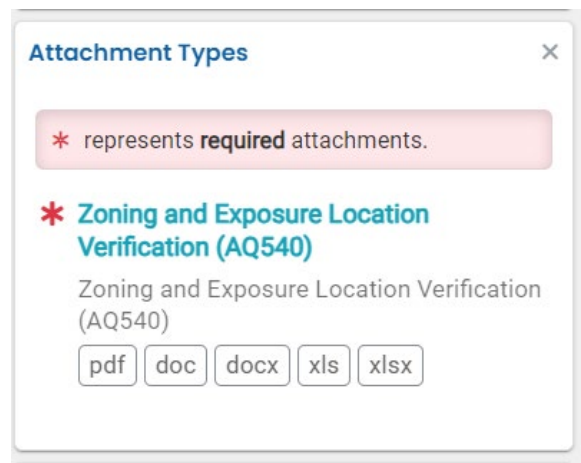 Attachment Types ×
* represents required attachments.
* Zoning and Exposure Location
Verification (AQ540)
Zoning and Exposure Location Verification
(AQ540)
pdf doc docx xls xlsx